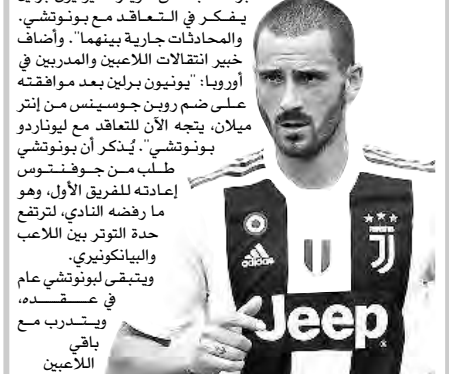 يفكر في التعاقد مع بونوتشي.
والمحادثات جارية بينهما". وأضاف
خبير انتقالات اللاعبين والمدربين في
أوروبا: "يونيون برلين بعد موافقته
على ضم روبن جوسينس من إنتر
ميلان، يتجه الآن للتعاقد مع ليوناردو
بونوتشي". يُذكر أن بونوتشي
طلب من جوفنتوس
إعادته للفريق الأول، وهو
ما رفضه النادي، لترتفع
حدة التوتر بين اللاعب
والبيانكونيري.
ويتبقى لبونوتشي عام
في عقده،
ويتدرب مع
باقي
اللاعبين
adidas
Jeep